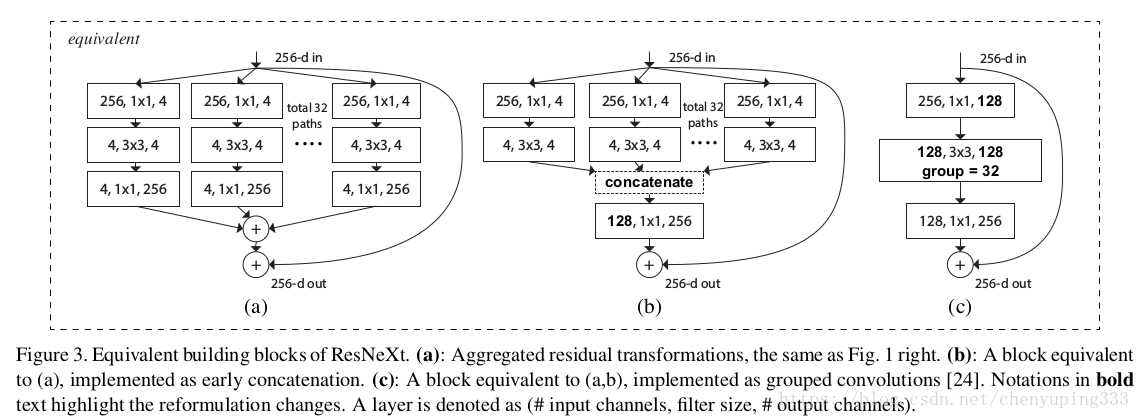 equivalent
256-d in
256, 1x1, 4
256, 1x1, 4
total 32
paths
256, 1x1, 4
4, 3x3, 4
4, 3x3, 4
....
4, 3x3, 4
4, 1x1, 256
4, 1x1, 256
4, 1x1, 256
+
+
256-d out
(a)
256-d in
256, 1x1, 4
256, 1x1, 4
total 32
paths
256, 1x1, 4
4, 3x3, 4
4, 3x3, 4
....
4, 3x3, 4
concatenate
128, 1x1, 256
+
256-d out
(b)
256-d in
256, 1x1, 128
128, 3x3, 128
group = 32
128, 1x1, 256
+
256-d out
(c)
Figure 3. Equivalent building blocks of ResNeXt. (a): Aggregated residual transformations, the same as Fig. 1 right. (b): A block equivalent
to (a), implemented as early concatenation. (c): A block equivalent to (a,b), implemented as grouped convolutions [24]. Notations in bold
text highlight the reformulation changes. A layer is denoted as (# input channels, filter size, # output channels).
https://blog.csdn.net/chenyuping333